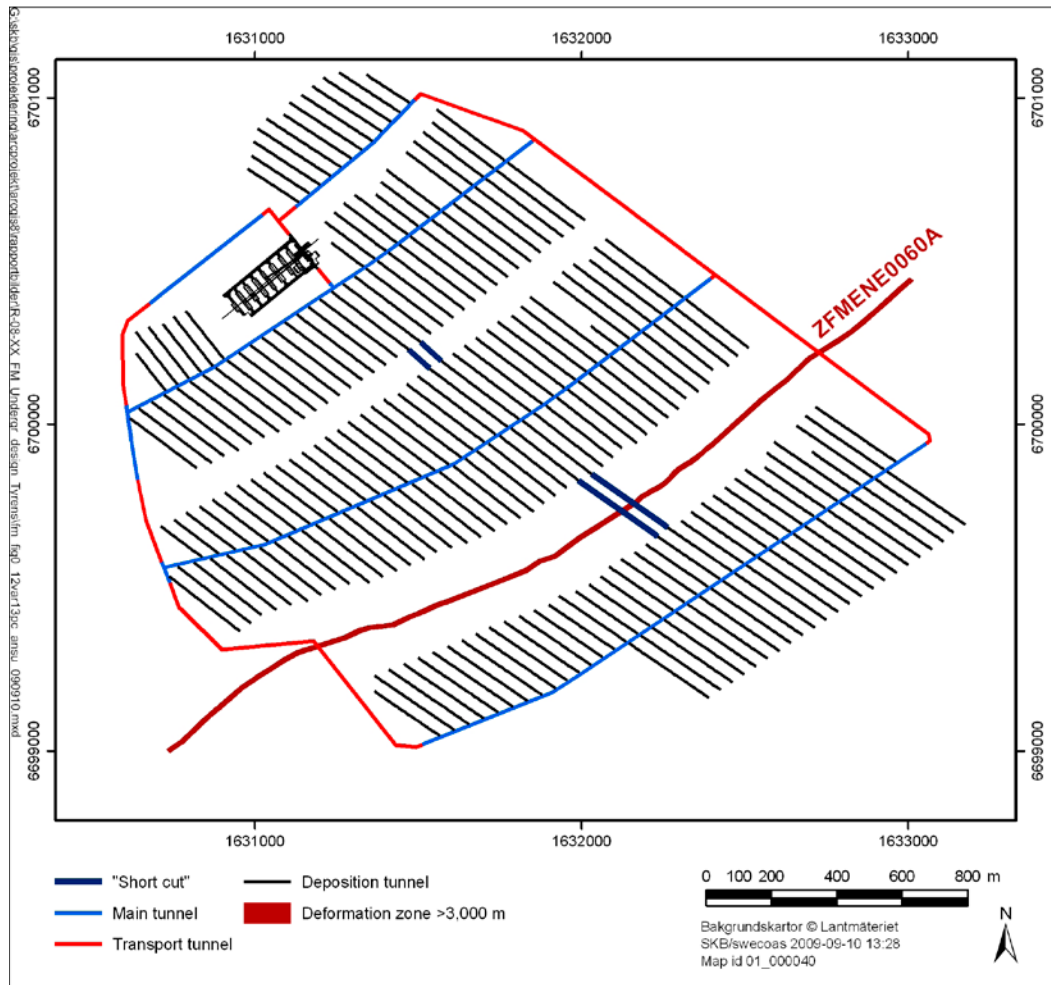 1631000 1632000 1633000
6701000 6701000
ZFMENE0060A
6700000 6700000
6699000 6699000
1631000 1632000 1633000
"Short cut" Deposition tunnel
Main tunnel Deformation zone >3,000 m
Transport tunnel
0 100 200 400 600 800 m
Bakgrundskartor © Lantmäteriet
SKB/swecoas 2009-09-10 13:28
Map id 01_000040
N